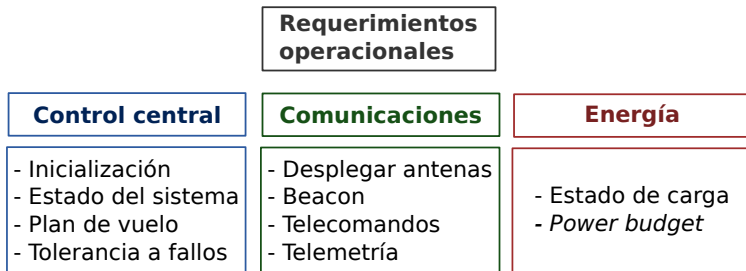 Requerimientos
operacionales
Control central
- Inicialización
- Estado del sistema
- Plan de vuelo
- Tolerancia a fallos
Comunicaciones
- Desplegar antenas
- Beacon
- Telecomandos
- Telemetría
Energía
- Estado de carga
- Power budget